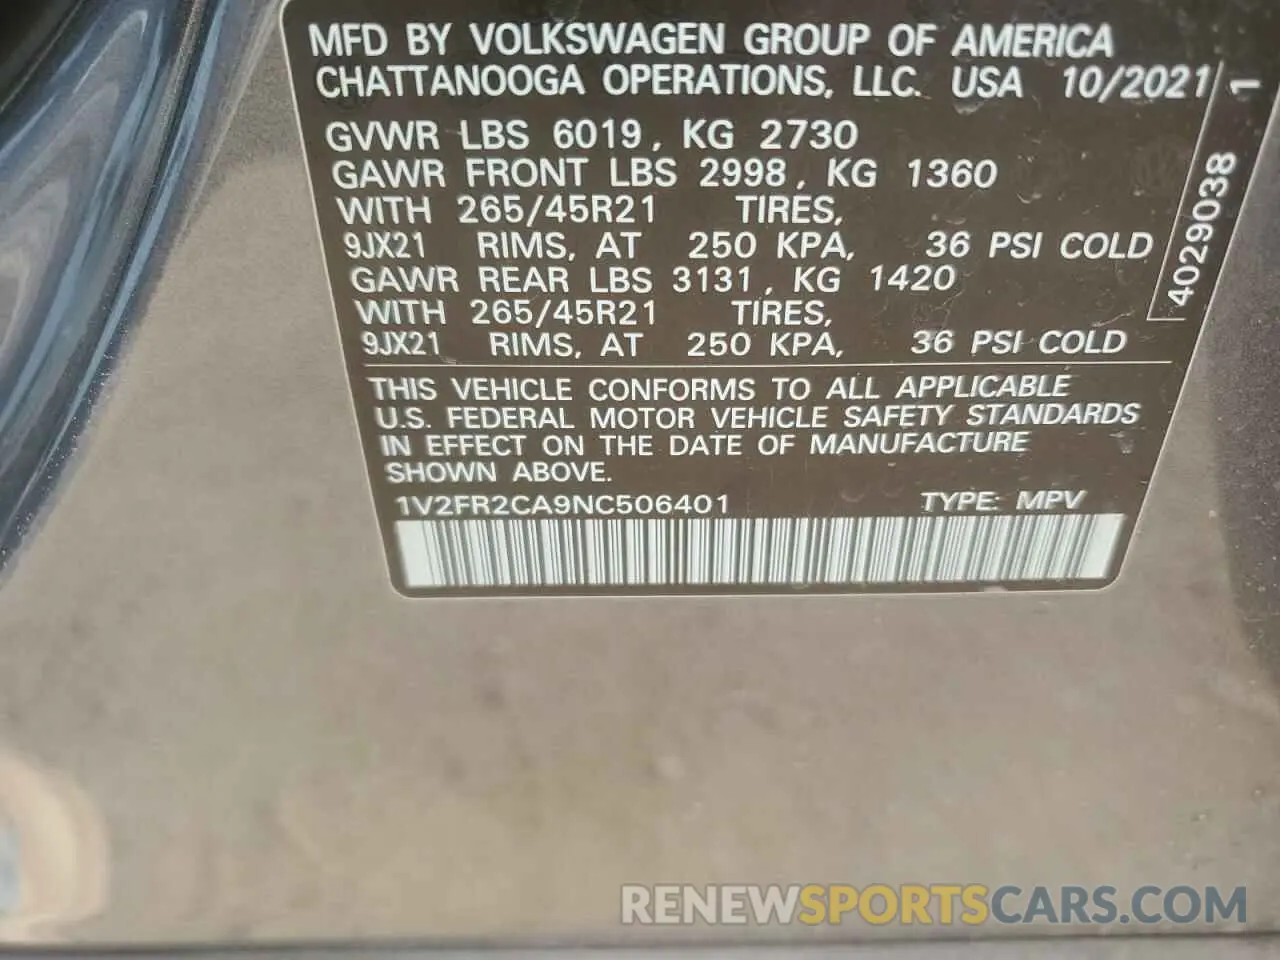 MFD BY VOLKSWAGEN GROUP OF AMERICA
CHATTANOOGA OPERATIONS, LLC. USA 10/2021
GVWR LBS 6019, KG 2730
GAWR FRONT LBS 2998, KG 1360
WITH 265/45R21 TIRES,
9JX21 RIMS, AT 250 KPA, 36 PSI COLD
GAWR REAR LBS 3131, KG 1420
WITH 265/45R21 TIRES,
9JX21 RIMS, AT 250 KPA, 36 PSI COLD
THIS VEHICLE CONFORMS TO ALL APPLICABLE
U.S. FEDERAL MOTOR VEHICLE SAFETY STANDARDS
IN EFFECT ON THE DATE OF MANUFACTURE
SHOWN ABOVE.
1V2FR2CA9NC506401 TYPE: MPV
4029038 1
RENEWSPORTSCARS.COM